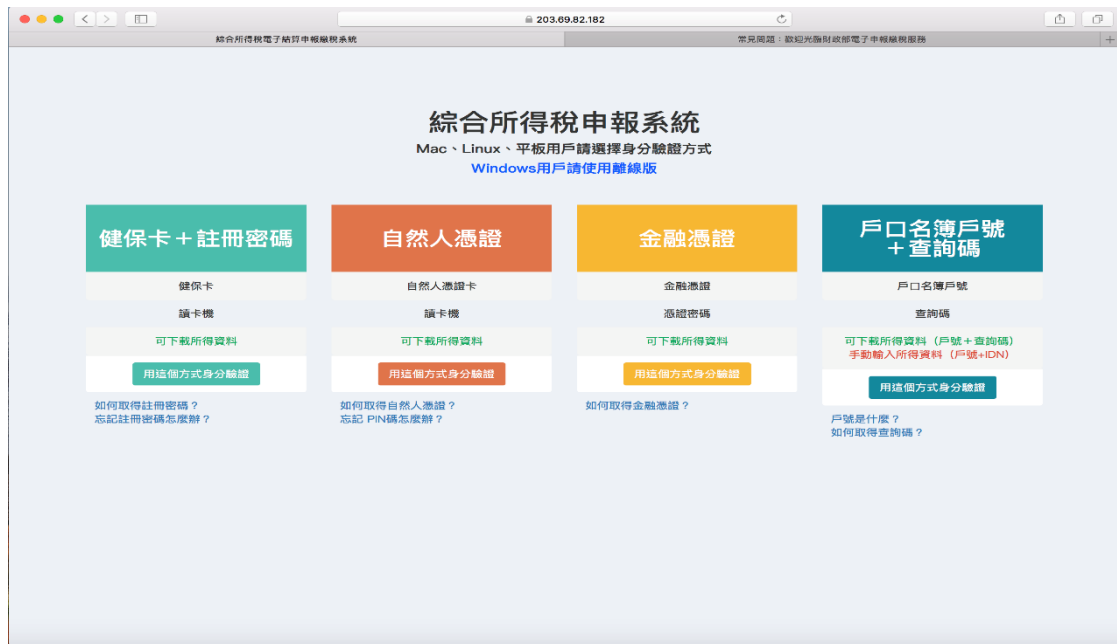 203.69.82.182
綜合所得稅電子結算申報繳稅系統
常見問題：歡迎光臨財政部電子申報繳稅服務
綜合所得稅申報系統
Mac、Linux、平板用戶請選擇身分驗證方式
Windows用戶請使用離線版
健保卡＋註冊密碼
健保卡
讀卡機
可下載所得資料
用這個方式身分驗證
如何取得註冊密碼？
忘記註冊密碼怎麼辦？
自然人憑證
自然人憑證卡
讀卡機
可下載所得資料
用這個方式身分驗證
如何取得自然人憑證？
忘記 PIN碼怎麼辦？
金融憑證
金融憑證
憑證密碼
可下載所得資料
用這個方式身分驗證
如何取得金融憑證？
戶口名簿戶號
＋查詢碼
戶口名簿戶號
查詢碼
可下載所得資料（戶號＋查詢碼）
手動輸入所得資料（戶號+IDN）
用這個方式身分驗證
戶號是什麼？
如何取得查詢碼？